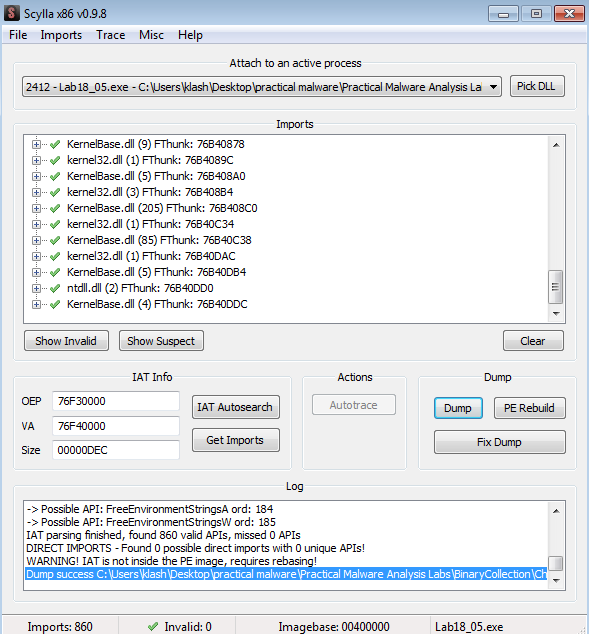 Scylla x86 v0.9.8
File Imports Trace Misc Help
Attach to an active process
2412 - Lab18_05.exe - C:\Users\klash\Desktop\practical malware\Practical Malware Analysis La
Pick DLL
Imports
KernelBase.dll (9) FThunk: 76B40878
kernel32.dll (1) FThunk: 76B4089C
KernelBase.dll (5) FThunk: 76B408A0
kernel32.dll (3) FThunk: 76B408B4
KernelBase.dll (205) FThunk: 76B408C0
kernel32.dll (1) FThunk: 76B40C34
KernelBase.dll (85) FThunk: 76B40C38
kernel32.dll (1) FThunk: 76B40DAC
KernelBase.dll (5) FThunk: 76B40DB4
ntdll.dll (2) FThunk: 76B40DD0
KernelBase.dll (4) FThunk: 76B40DDC
Show Invalid Show Suspect Clear
IAT Info
OEP 76F30000
VA 76F40000
Size 00000DEC
IAT Autosearch
Get Imports
Actions
Autotrace
Dump
Dump PE Rebuild
Fix Dump
Log
-> Possible API: FreeEnvironmentStringsA ord: 184
-> Possible API: FreeEnvironmentStringsW ord: 185
IAT parsing finished, found 860 valid APIs, missed 0 APIs
DIRECT IMPORTS - Found 0 possible direct imports with 0 unique APIs!
WARNING! IAT is not inside the PE image, requires rebasing!
Dump success C:\Users\klash\Desktop\practical malware\Practical Malware Analysis Labs\BinaryCollection\Ch
Imports: 860 Invalid: 0 Imagebase: 00400000 Lab18_05.exe